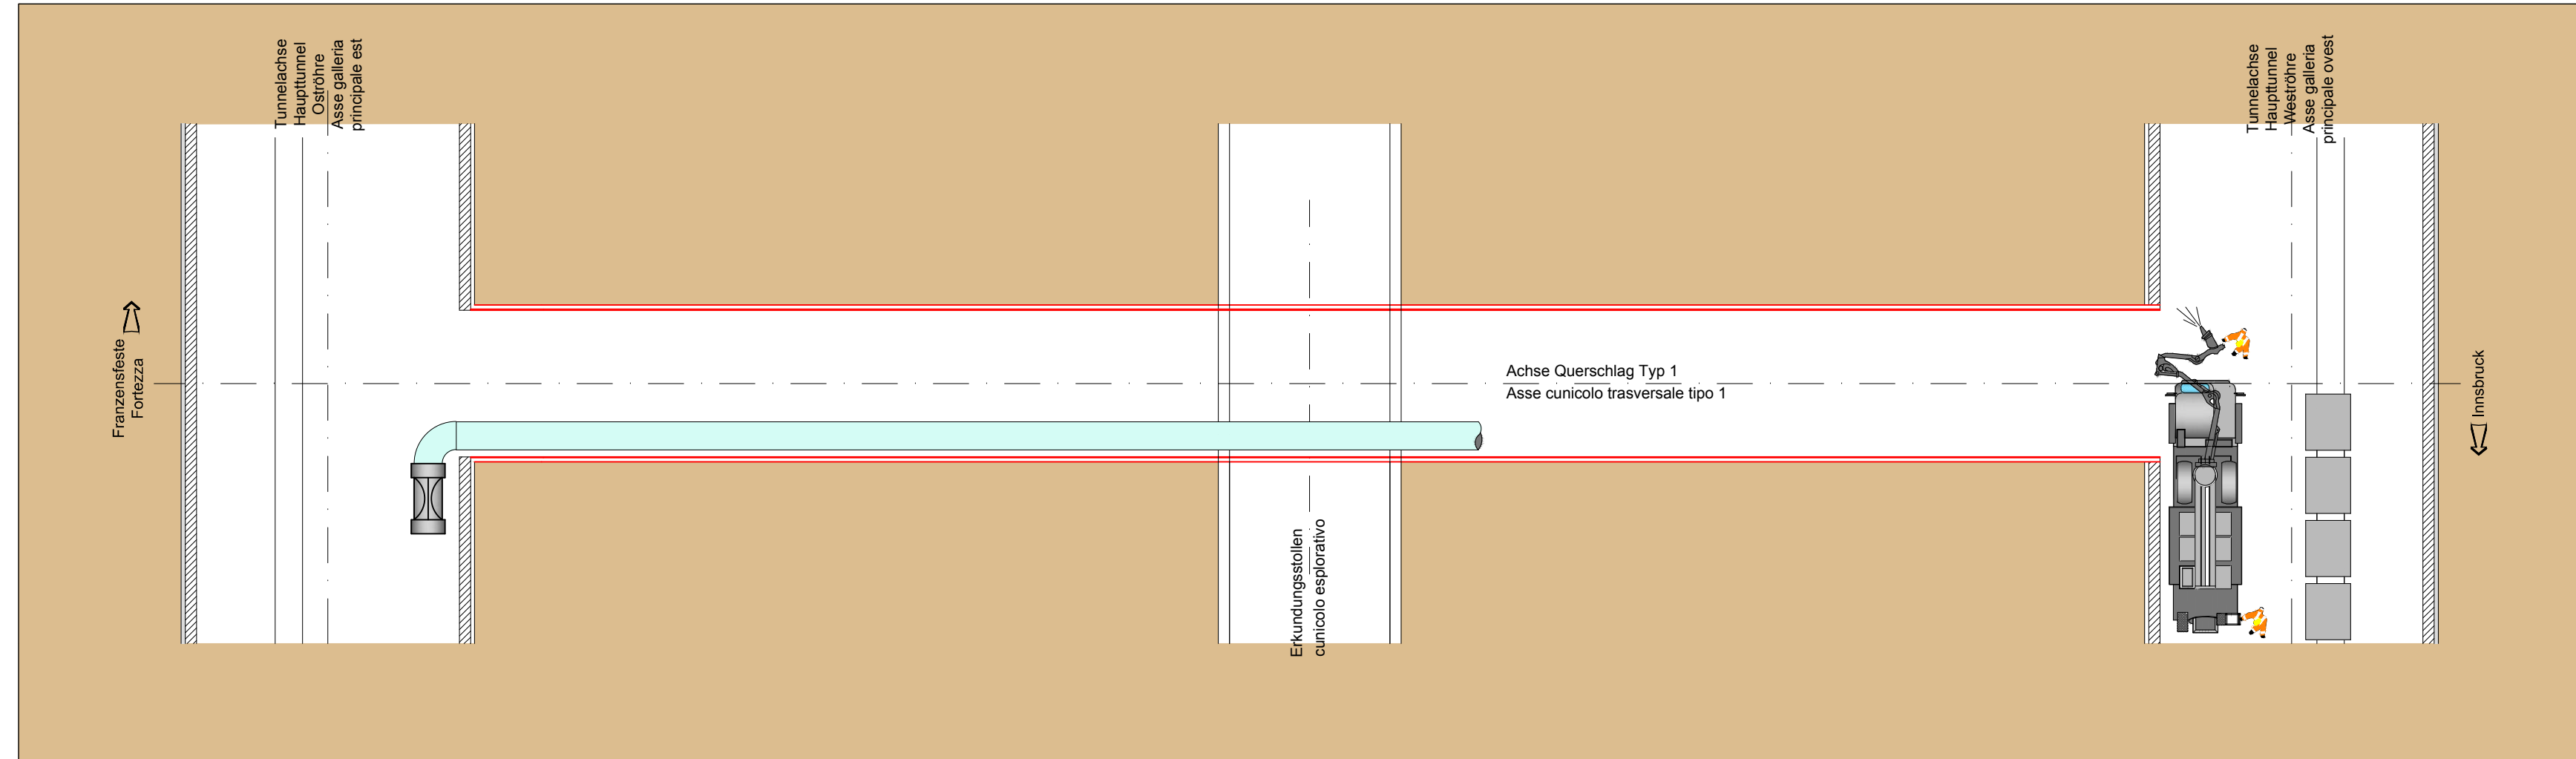 Tunnelachse
Haupttunnel
Oströhre
Asse galleria
principale est
Tunnelachse
Haupttunnel
Weströhre
Asse galleria
principale ovest
Franzensfeste
Fortezza
Achse Querschlag Typ 1
Asse cunicolo trasversale tipo 1
Innsbruck
Erkundungsstollen
cunicolo esplorativo